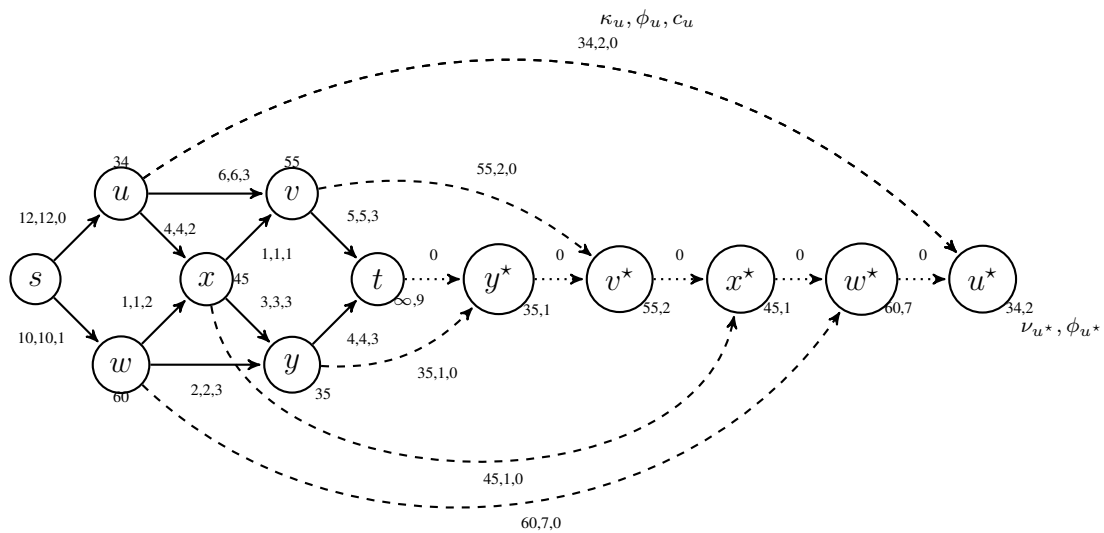 κ_u, ϕ_u, c_u
34,2,0
34
55
55,2,0
6,6,3
u
v
12,12,0
4,4,2
5,5,3
1,1,1
0
0
0
0
0
s
x
45
t
∞,9
y⋆
35,1
v⋆
55,2
x⋆
45,1
w⋆
60,7
u⋆
34,2
ν_{u⋆}, ϕ_{u⋆}
1,1,2
3,3,3
10,10,1
4,4,3
w
60
2,2,3
y
35
35,1,0
45,1,0
60,7,0